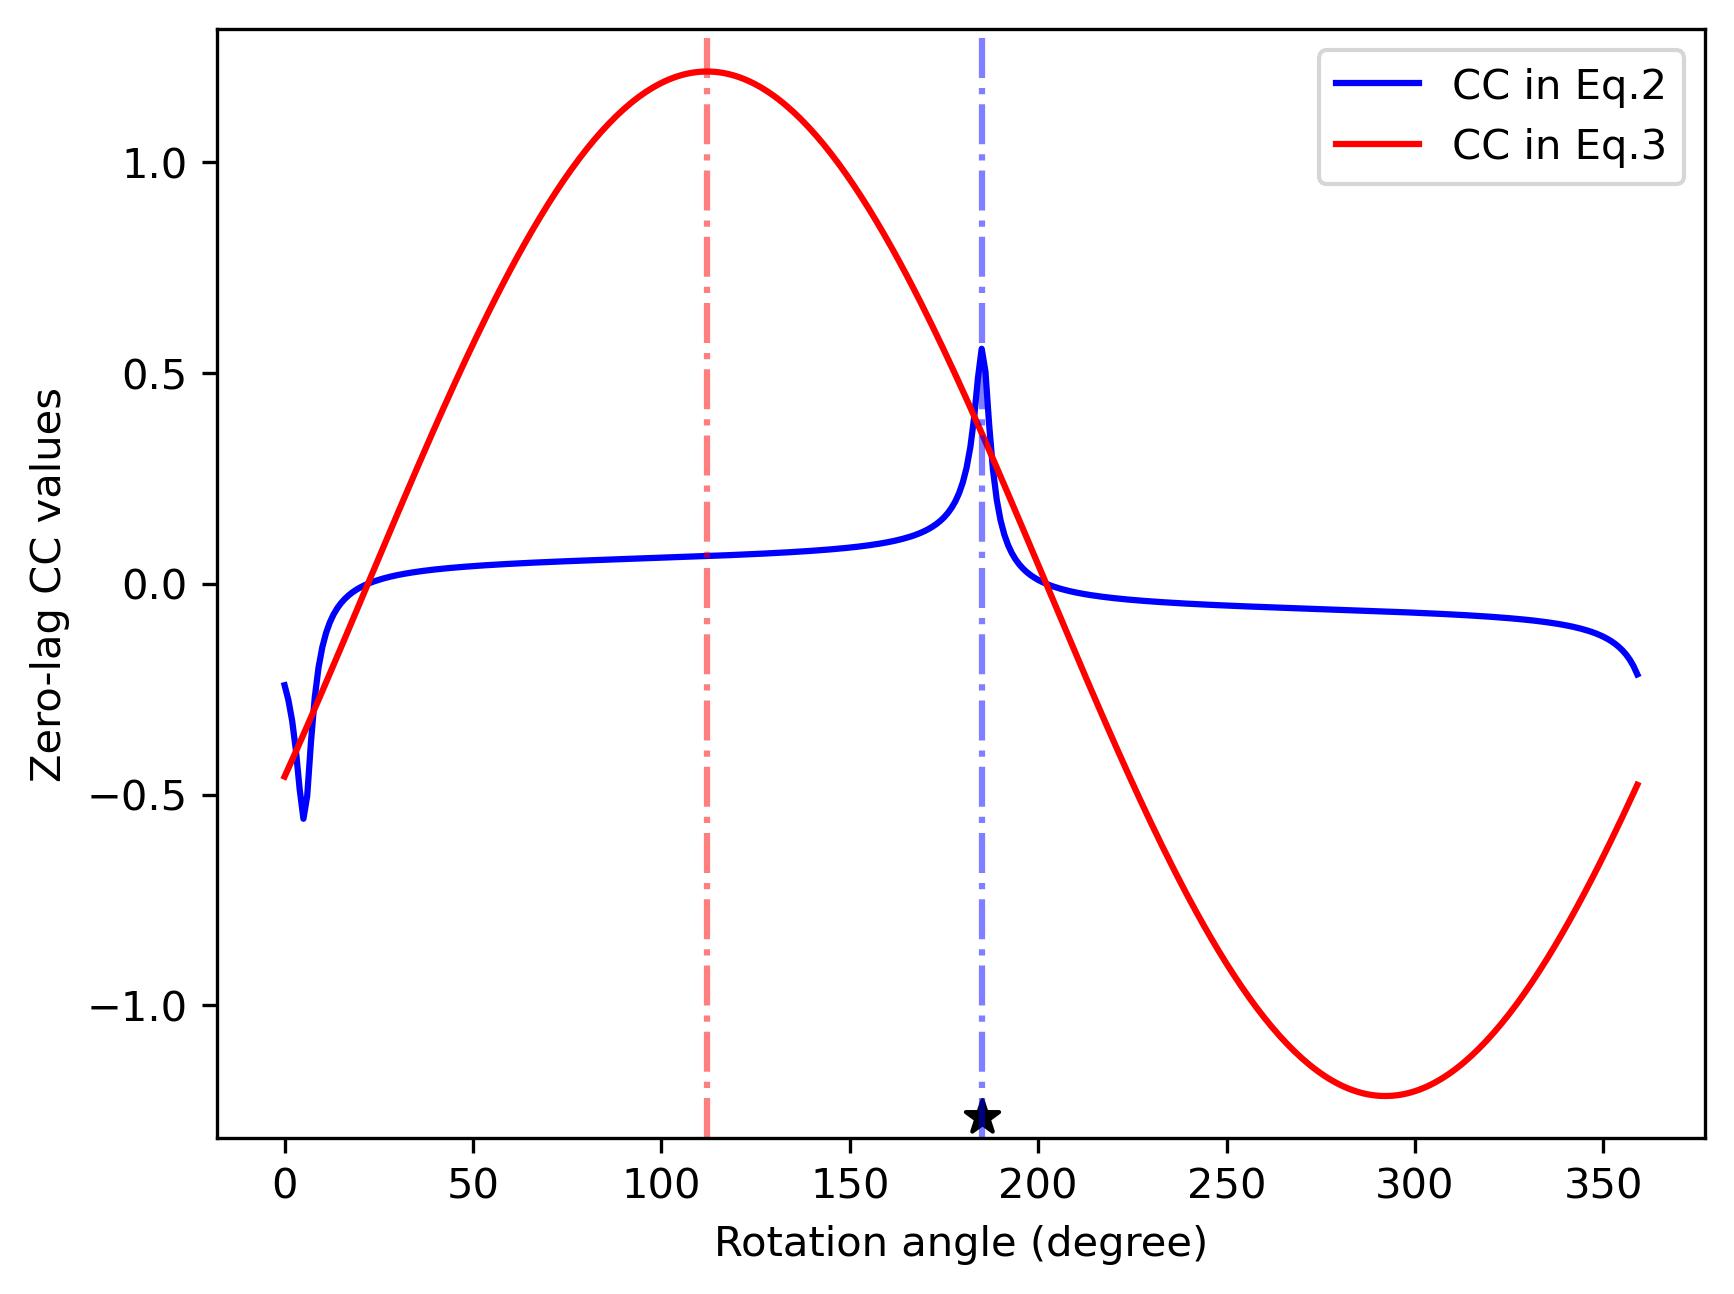 CC in Eq.2
CC in Eq.3
Zero-lag CC values
1.0
0.5
0.0
−0.5
−1.0
0 50 100 150 200 250 300 350
Rotation angle (degree)